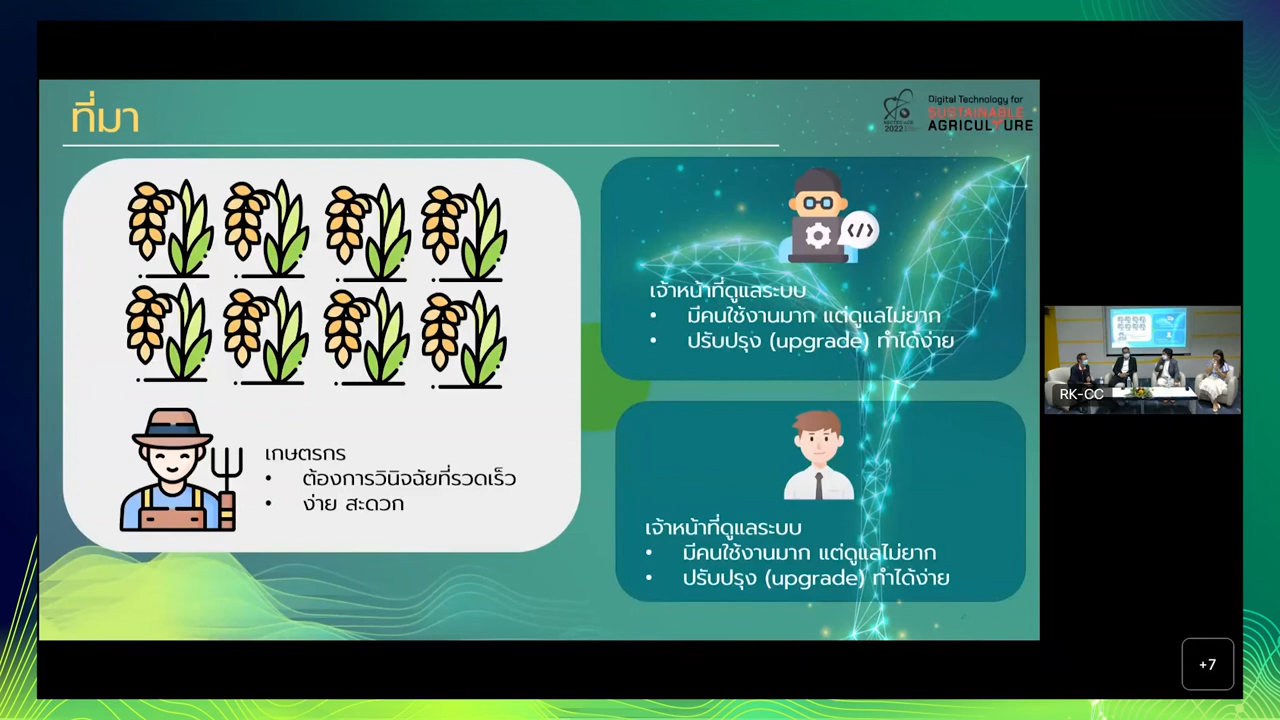 ที่มา
2022
Digital Technology for
SUSTAINABLE
AGRICULTURE
เกษตรกร
• ต้องการวินิจฉัยที่รวดเร็ว
• ง่าย สะดวก
</>
เจ้าหน้าที่ดูแลระบบ
• มีคนใช้งานมาก แต่ดูแลไม่ยาก
• ปรับปรุง (upgrade) ทำได้ง่าย
เจ้าหน้าที่ดูแลระบบ
• มีคนใช้งานมาก แต่ดูแลไม่ยาก
• ปรับปรุง (upgrade) ทำได้ง่าย
RK-CC
+7